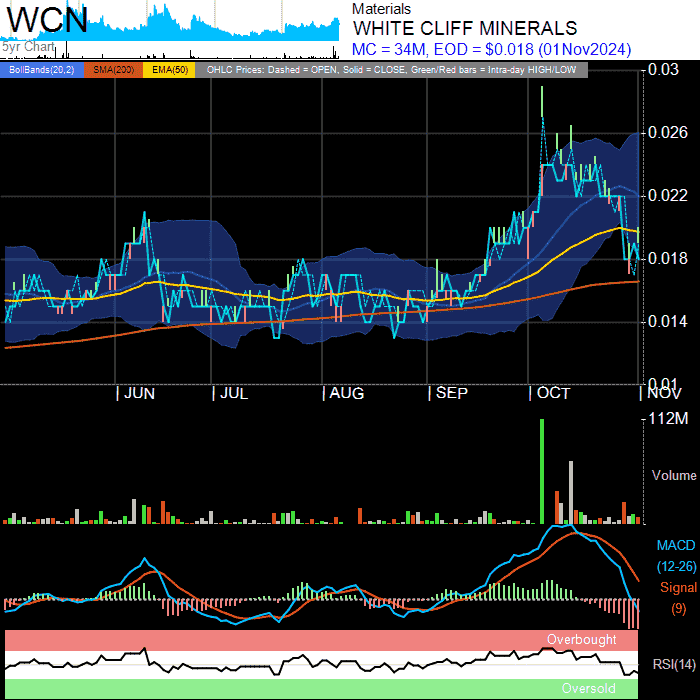 WCN
5yr Chart
Materials
WHITE CLIFF MINERALS
MC = 34M, EOD = $0.018 (01Nov2024)
BollBands(20,2) SMA(200) EMA(50) OHLC Prices: Dashed = OPEN, Solid = CLOSE, Green/Red bars = Intra-day HIGH/LOW
0.03
0.026
0.022
0.018
0.014
0.01
JUN JUL AUG SEP OCT NOV
112M
Volume
MACD
(12-26)
Signal
(9)
Overbought
RSI(14)
Oversold